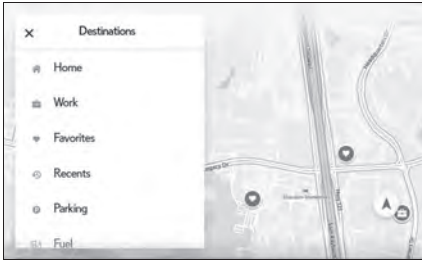 Destinations
Home
Work
Favorites
Recents
Parking
Fuel